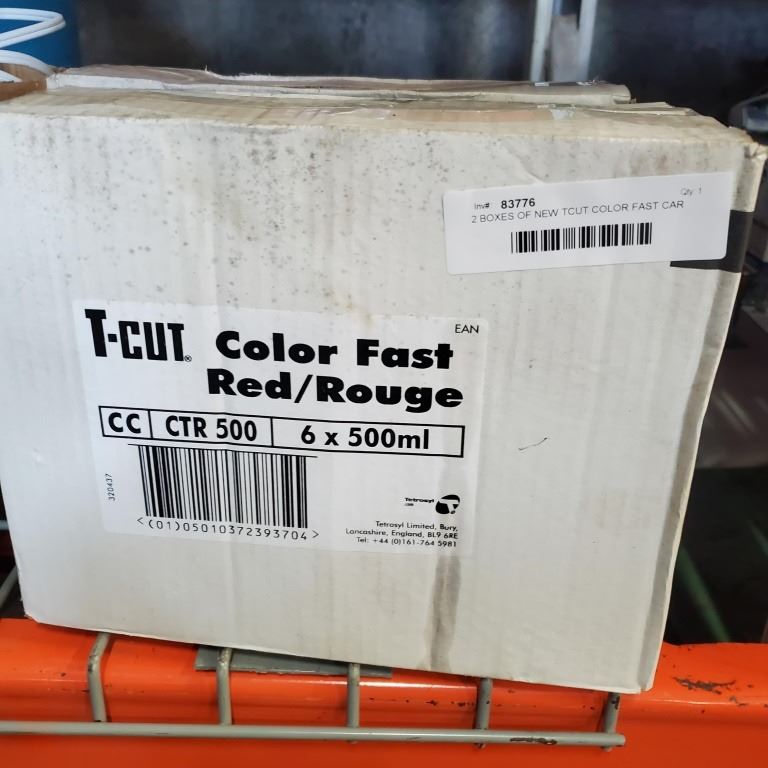 Inv#: 83776
Qty: 1
2 BOXES OF NEW TCUT COLOR FAST CAR
EAN
T-CUT® Color Fast
Red/Rouge
CC CTR 500 6 x 500ml
320437
<(01)05010372393704>
Tetrosyl
Tetrosyl Limited, Bury,
Lancashire, England, BL9 6RE
Tel: +44 (0)161-764 5981